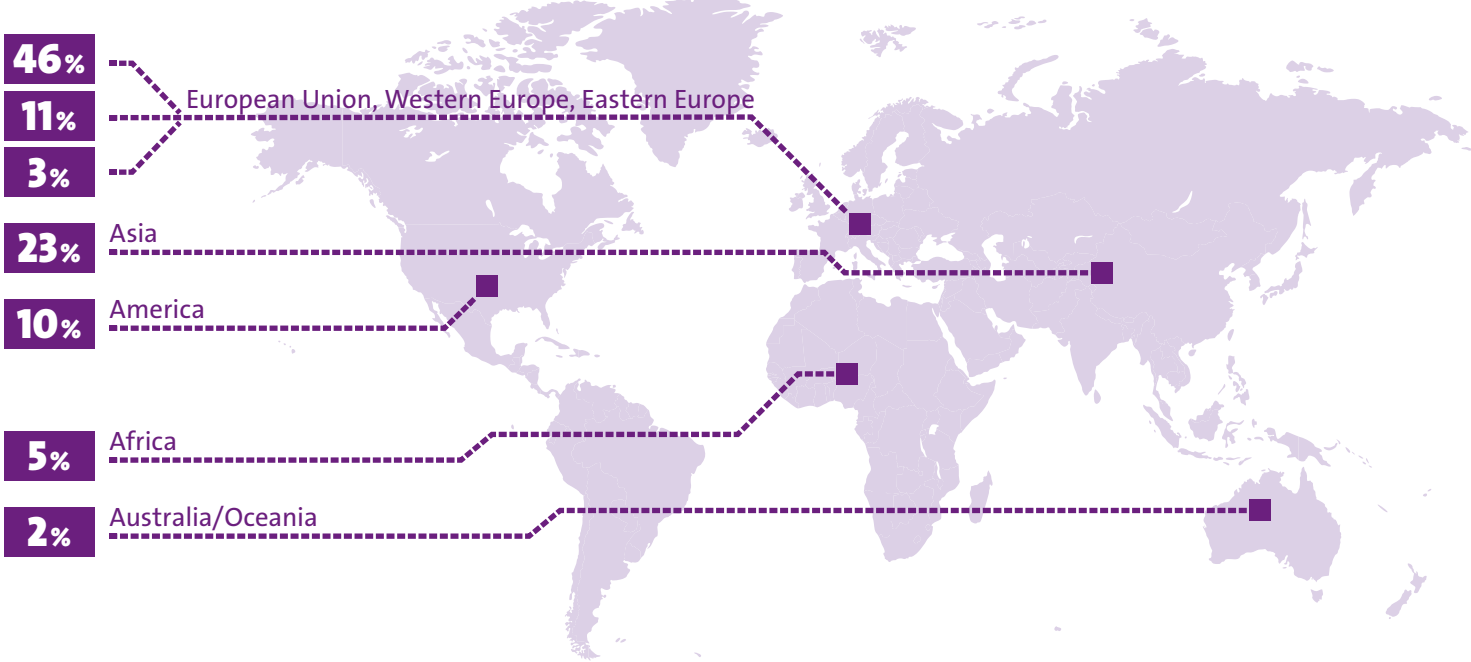 46%
European Union, Western Europe, Eastern Europe
11%
3%
23%
Asia
10%
America
5%
Africa
2%
Australia/Oceania